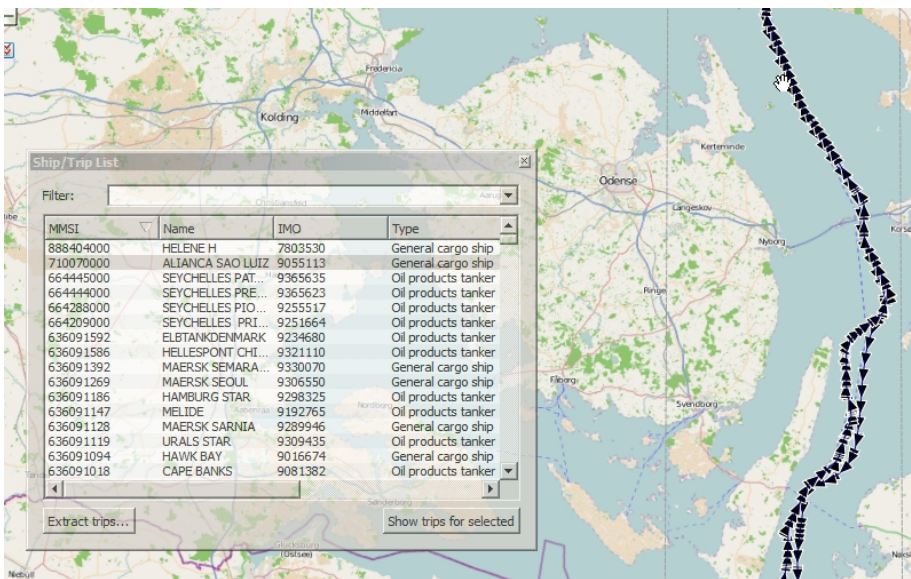 Fredericia
Kolding
Middelfart
Kerteminde
Ship/Trip List
Odense
Filter:
Langeskov
MMSI Name IMO Type
Nyborg
888404000 HELENE H 7803530 General cargo ship
710070000 ALIANCA SAO LUIZ 9055113 General cargo ship
664445000 SEYCHELLES PAT... 9365635 Oil products tanker
664444000 SEYCHELLES PRE... 9365623 Oil products tanker
Ringe
664288000 SEYCHELLES PIO... 9255517 Oil products tanker
664209000 SEYCHELLES PRI... 9251664 Oil products tanker
636091592 ELBTANKDENMARK 9234680 Oil products tanker
636091586 HELLESPONT CHI... 9321110 Oil products tanker
636091392 MAERSK SEMARA... 9330070 General cargo ship
636091269 MAERSK SEOUL 9306550 General cargo ship
Fåborg
636091186 HAMBURG STAR 9298325 Oil products tanker
636091147 MELIDE 9192765 Oil products tanker
Svendborg
636091128 MAERSK SARNIA 9289946 General cargo ship
636091119 URALS STAR 9309435 Oil products tanker
636091094 HAWK BAY 9016674 General cargo ship
636091018 CAPE BANKS 9081382 Oil products tanker
Sønderborg
Extract trips... Show trips for selected
Glücksburg
(Ostsee)
Niebüll